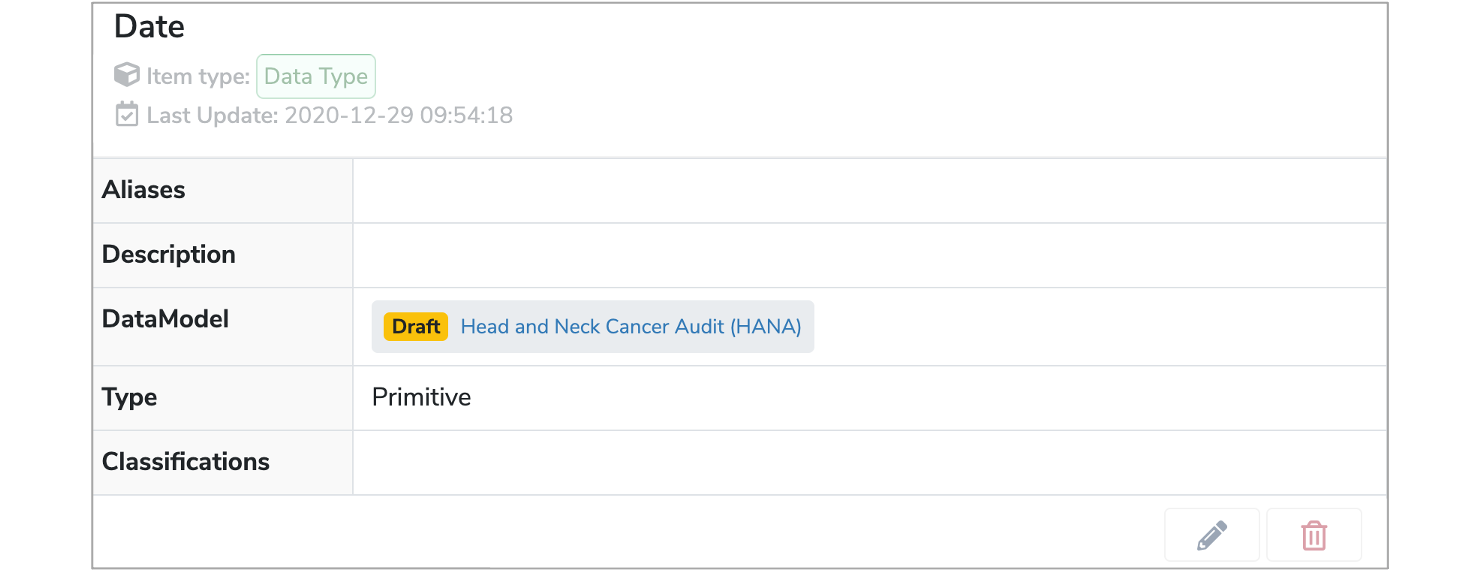 Date
Item type: Data Type
Last Update: 2020-12-29 09:54:18
Aliases
Description
DataModel Draft Head and Neck Cancer Audit (HANA)
Type Primitive
Classifications